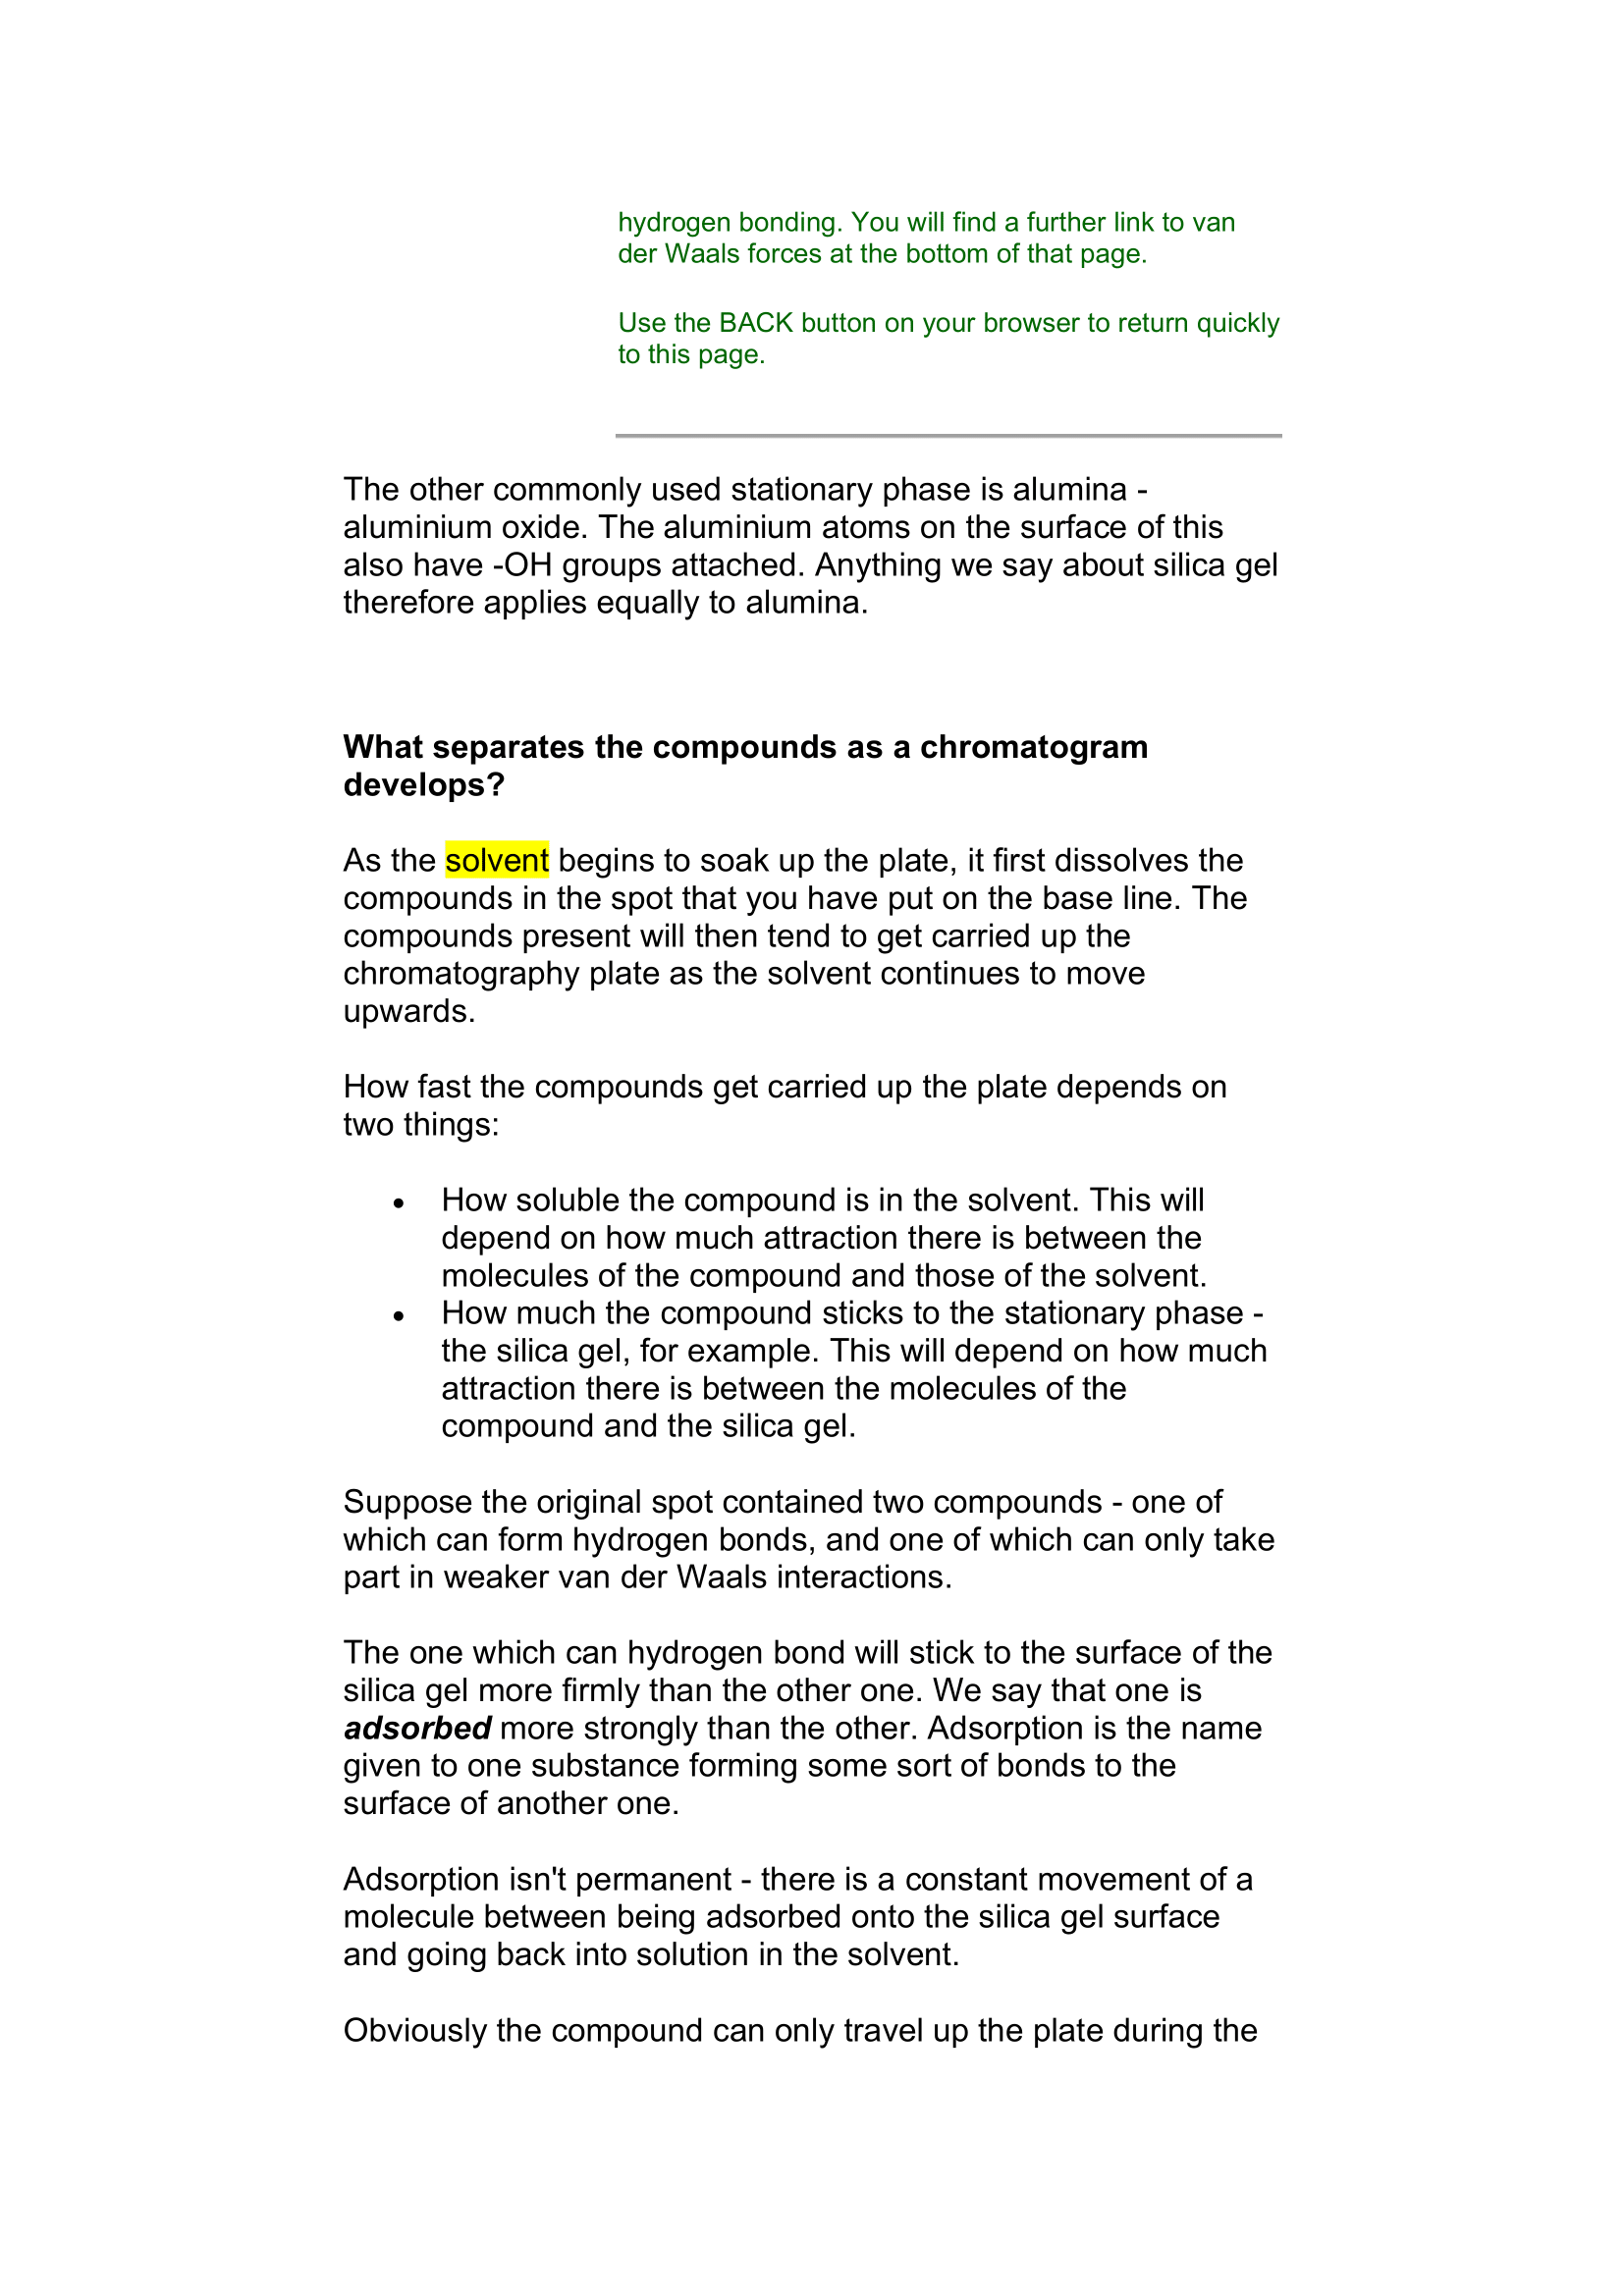 hydrogen bonding. You will find a further link to van
der Waals forces at the bottom of that page.
Use the BACK button on your browser to return quickly
to this page.
The other commonly used stationary phase is alumina -
aluminium oxide. The aluminium atoms on the surface of this
also have -OH groups attached. Anything we say about silica gel
therefore applies equally to alumina.
What separates the compounds as a chromatogram
develops?
As the solvent begins to soak up the plate, it first dissolves the
compounds in the spot that you have put on the base line. The
compounds present will then tend to get carried up the
chromatography plate as the solvent continues to move
upwards.
How fast the compounds get carried up the plate depends on
two things:
• How soluble the compound is in the solvent. This will
depend on how much attraction there is between the
molecules of the compound and those of the solvent.
• How much the compound sticks to the stationary phase -
the silica gel, for example. This will depend on how much
attraction there is between the molecules of the
compound and the silica gel.
Suppose the original spot contained two compounds - one of
which can form hydrogen bonds, and one of which can only take
part in weaker van der Waals interactions.
The one which can hydrogen bond will stick to the surface of the
silica gel more firmly than the other one. We say that one is
adsorbed more strongly than the other. Adsorption is the name
given to one substance forming some sort of bonds to the
surface of another one.
Adsorption isn't permanent - there is a constant movement of a
molecule between being adsorbed onto the silica gel surface
and going back into solution in the solvent.
Obviously the compound can only travel up the plate during the